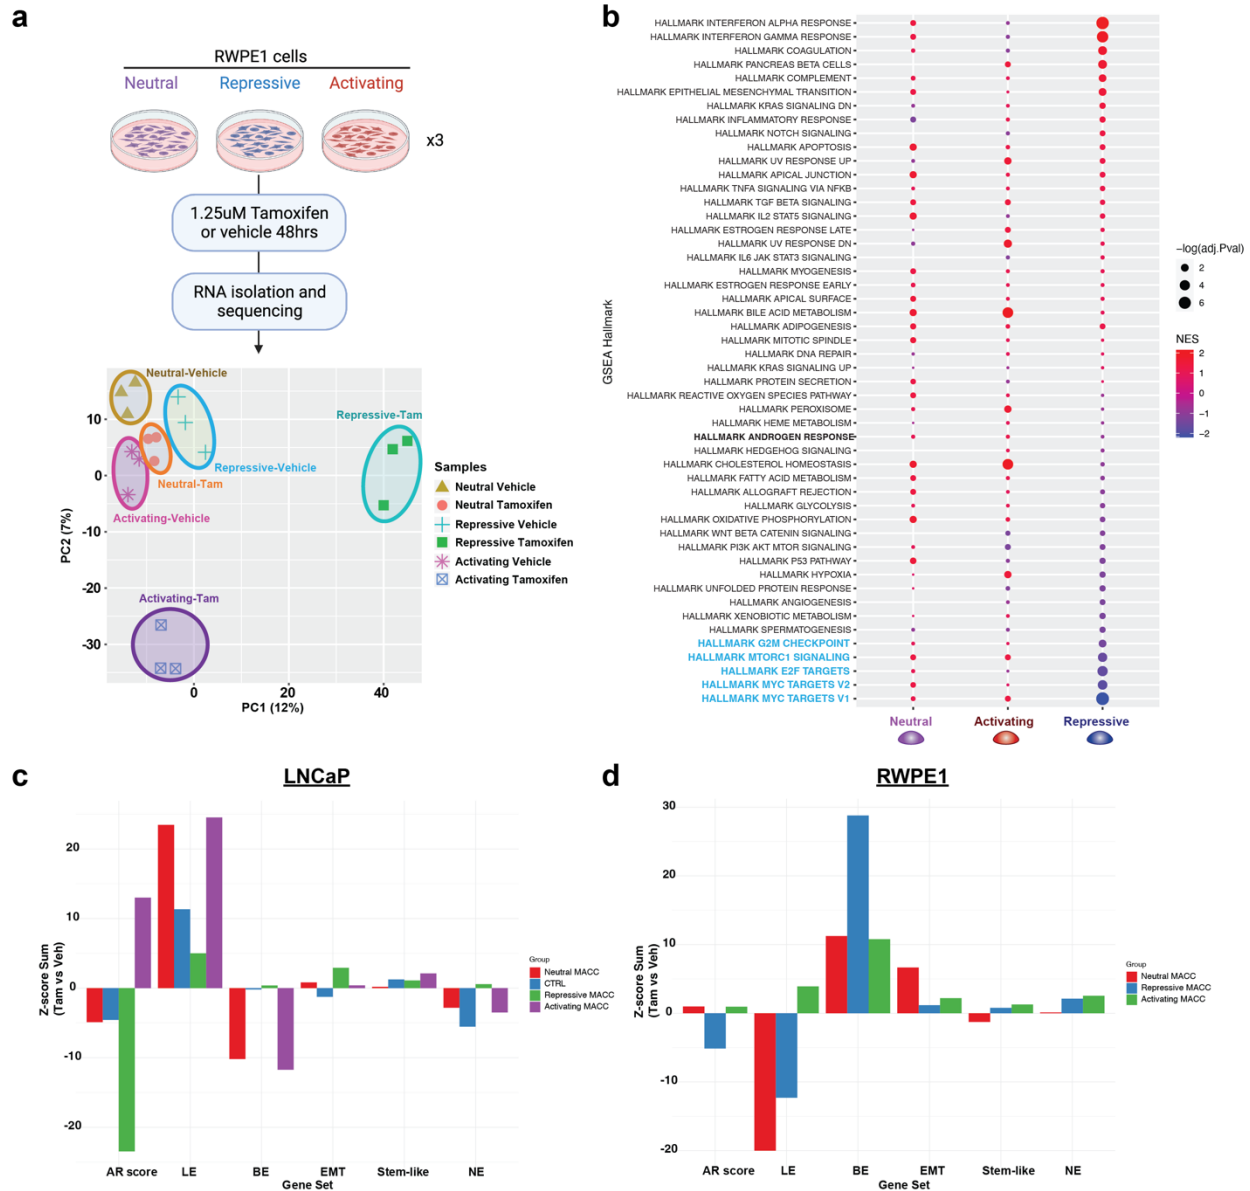 a
RWPE1 cells
Neutral
Repressive
Activating
x3
1.25uM Tamoxifen
or vehicle 48hrs
RNA isolation and
sequencing
Neutral-Vehicle
Repressive-Tam
Repressive-Vehicle
Neutral-Tam
Activating-Vehicle
Activating-Tam
10
0
-10
-20
-30
PC2 (7%)
0
20
40
PC1 (12%)
Samples
Neutral Vehicle
Neutral Tamoxifen
Repressive Vehicle
Repressive Tamoxifen
Activating Vehicle
Activating Tamoxifen
b
GSEA Hallmark
HALLMARK INTERFERON ALPHA RESPONSE
HALLMARK INTERFERON GAMMA RESPONSE
HALLMARK COAGULATION
HALLMARK PANCREAS BETA CELLS
HALLMARK COMPLEMENT
HALLMARK EPITHELIAL MESENCHYMAL TRANSITION
HALLMARK KRAS SIGNALING DN
HALLMARK INFLAMMATORY RESPONSE
HALLMARK NOTCH SIGNALING
HALLMARK APOPTOSIS
HALLMARK UV RESPONSE UP
HALLMARK APICAL JUNCTION
HALLMARK TNFA SIGNALING VIA NFKB
HALLMARK TGF BETA SIGNALING
HALLMARK IL2 STAT5 SIGNALING
HALLMARK ESTROGEN RESPONSE LATE
HALLMARK UV RESPONSE DN
HALLMARK IL6 JAK STAT3 SIGNALING
HALLMARK MYOGENESIS
HALLMARK ESTROGEN RESPONSE EARLY
HALLMARK APICAL SURFACE
HALLMARK BILE ACID METABOLISM
HALLMARK ADIPOGENESIS
HALLMARK MITOTIC SPINDLE
HALLMARK DNA REPAIR
HALLMARK KRAS SIGNALING UP
HALLMARK PROTEIN SECRETION
HALLMARK REACTIVE OXYGEN SPECIES PATHWAY
HALLMARK PEROXISOME
HALLMARK HEME METABOLISM
HALLMARK ANDROGEN RESPONSE
HALLMARK HEDGEHOG SIGNALING
HALLMARK CHOLESTEROL HOMEOSTASIS
HALLMARK FATTY ACID METABOLISM
HALLMARK ALLOGRAFT REJECTION
HALLMARK GLYCOLYSIS
HALLMARK OXIDATIVE PHOSPHORYLATION
HALLMARK WNT BETA CATENIN SIGNALING
HALLMARK PI3K AKT MTOR SIGNALING
HALLMARK P53 PATHWAY
HALLMARK HYPOXIA
HALLMARK UNFOLDED PROTEIN RESPONSE
HALLMARK ANGIOGENESIS
HALLMARK XENOBIOTIC METABOLISM
HALLMARK SPERMATOGENESIS
HALLMARK G2M CHECKPOINT
HALLMARK MTORC1 SIGNALING
HALLMARK E2F TARGETS
HALLMARK MYC TARGETS V2
HALLMARK MYC TARGETS V1
Neutral
Activating
Repressive
−log(adj.Pval)
2
4
6
NES
2
1
0
−1
−2
c
LNCaP
Z-score Sum
(Tam vs Veh)
20
10
0
-10
-20
AR score
LE
BE
EMT
Stem-like
NE
Gene Set
Group
Neutral MACC
CTRL
Repressive MACC
Activating MACC
d
RWPE1
Z-score Sum
(Tam vs Veh)
30
20
10
0
-10
-20
AR score
LE
BE
EMT
Stem-like
NE
Gene Set
Group
Neutral MACC
Repressive MACC
Activating MACC